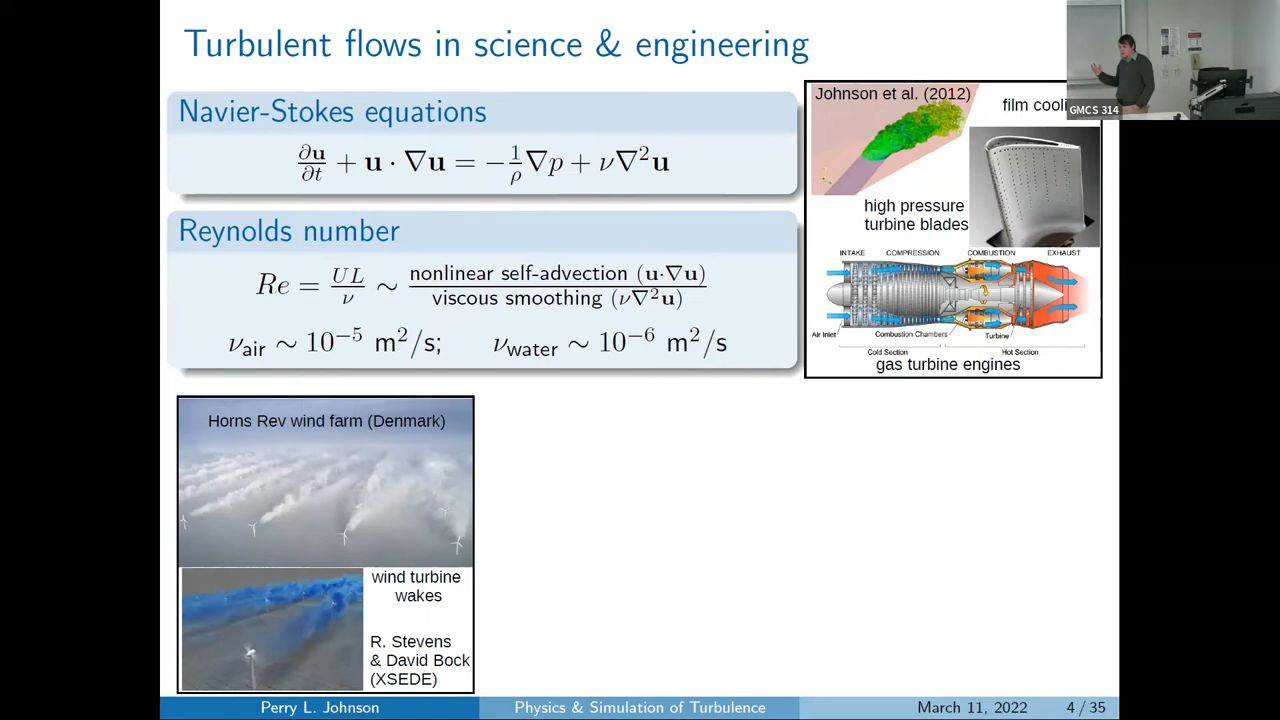 Turbulent flows in science & engineering
GMCS 314
Navier-Stokes equations
∂u/∂t + u · ∇u = −1/ρ ∇p + ν∇²u
Reynolds number
Re = UL/ν ∼ nonlinear self-advection (u·∇u) / viscous smoothing (ν∇²u)
νair ∼ 10⁻⁵ m²/s; νwater ∼ 10⁻⁶ m²/s
Johnson et al. (2012)
film cooli
high pressure
turbine blades
INTAKE COMPRESSION COMBUSTION EXHAUST
Air Inlet Combustion Chambers Turbine
Cold Section Hot Section
gas turbine engines
Horns Rev wind farm (Denmark)
wind turbine
wakes
R. Stevens
& David Bock
(XSEDE)
Perry L. Johnson Physics & Simulation of Turbulence March 11, 2022 4 / 35